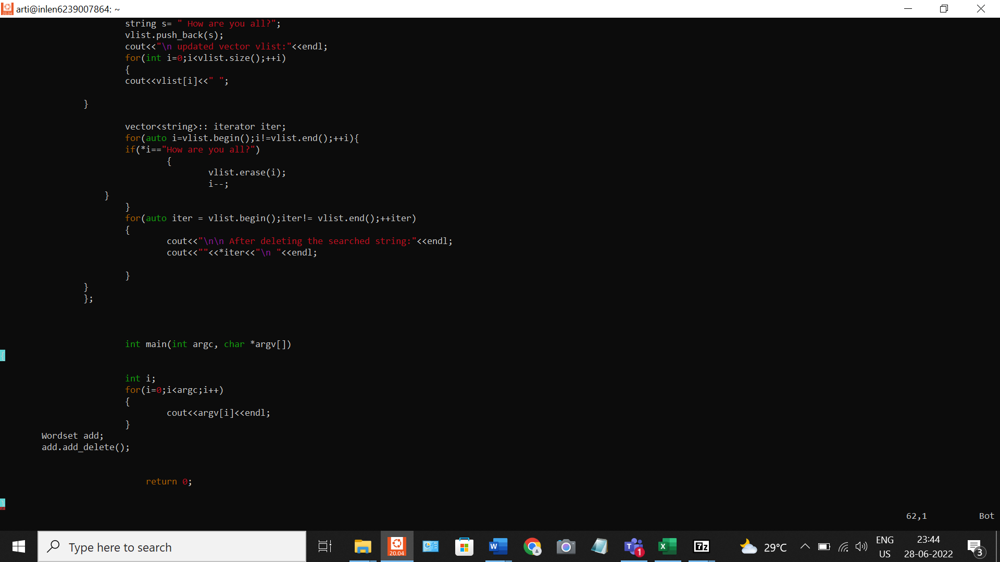 arti@inlen6239007864: ~
string s= " How are you all?";
vlist.push_back(s);
cout<<"\n updated vector vlist:"<<endl;
for(int i=0;i<vlist.size();++i)
{
cout<<vlist[i]<<" ";
}
vector<string>:: iterator iter;
for(auto i=vlist.begin();i!=vlist.end();++i){
if(*i=="How are you all?")
{
vlist.erase(i);
i--;
}
}
for(auto iter = vlist.begin();iter!= vlist.end();++iter)
{
cout<<"\n\n After deleting the searched string:"<<endl;
cout<<""<<*iter<<"\n "<<endl;
}
}
};
int main(int argc, char *argv[])
{
int i;
for(i=0;i<argc;i++)
{
cout<<argv[i]<<endl;
}
Wordset add;
add.add_delete();
return 0;
}
62,1 Bot
Type here to search
20.04
W
T 1
X
7z
29°C
ENG
US
23:44
28-06-2022
3